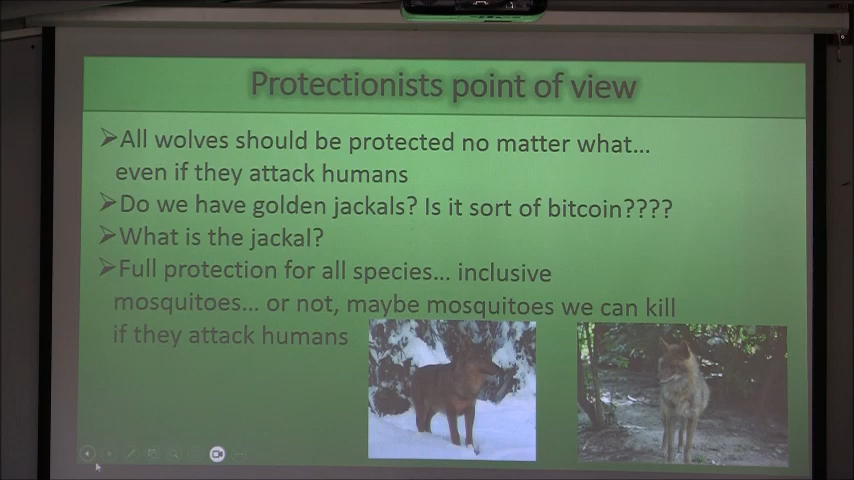 Protectionists point of view
➢All wolves should be protected no matter what...
even if they attack humans
➢Do we have golden jackals? Is it sort of bitcoin????
➢What is the jackal?
➢Full protection for all species... inclusive
mosquitoes... or not, maybe mosquitoes we can kill
if they attack humans